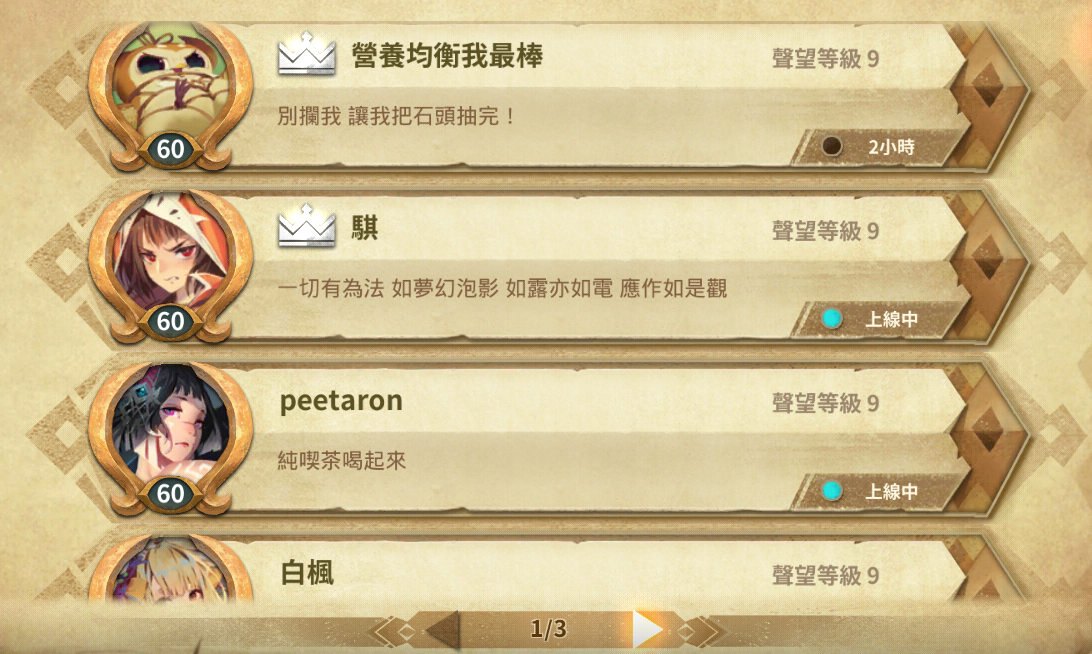 營養均衡我最棒
聲望等級 9
別攔我 讓我把石頭抽完！
60
2小時
騏
聲望等級 9
一切有為法 如夢幻泡影 如露亦如電 應作如是觀
60
上線中
peetaron
聲望等級 9
純喫茶喝起來
60
上線中
白楓
聲望等級 9
1/3